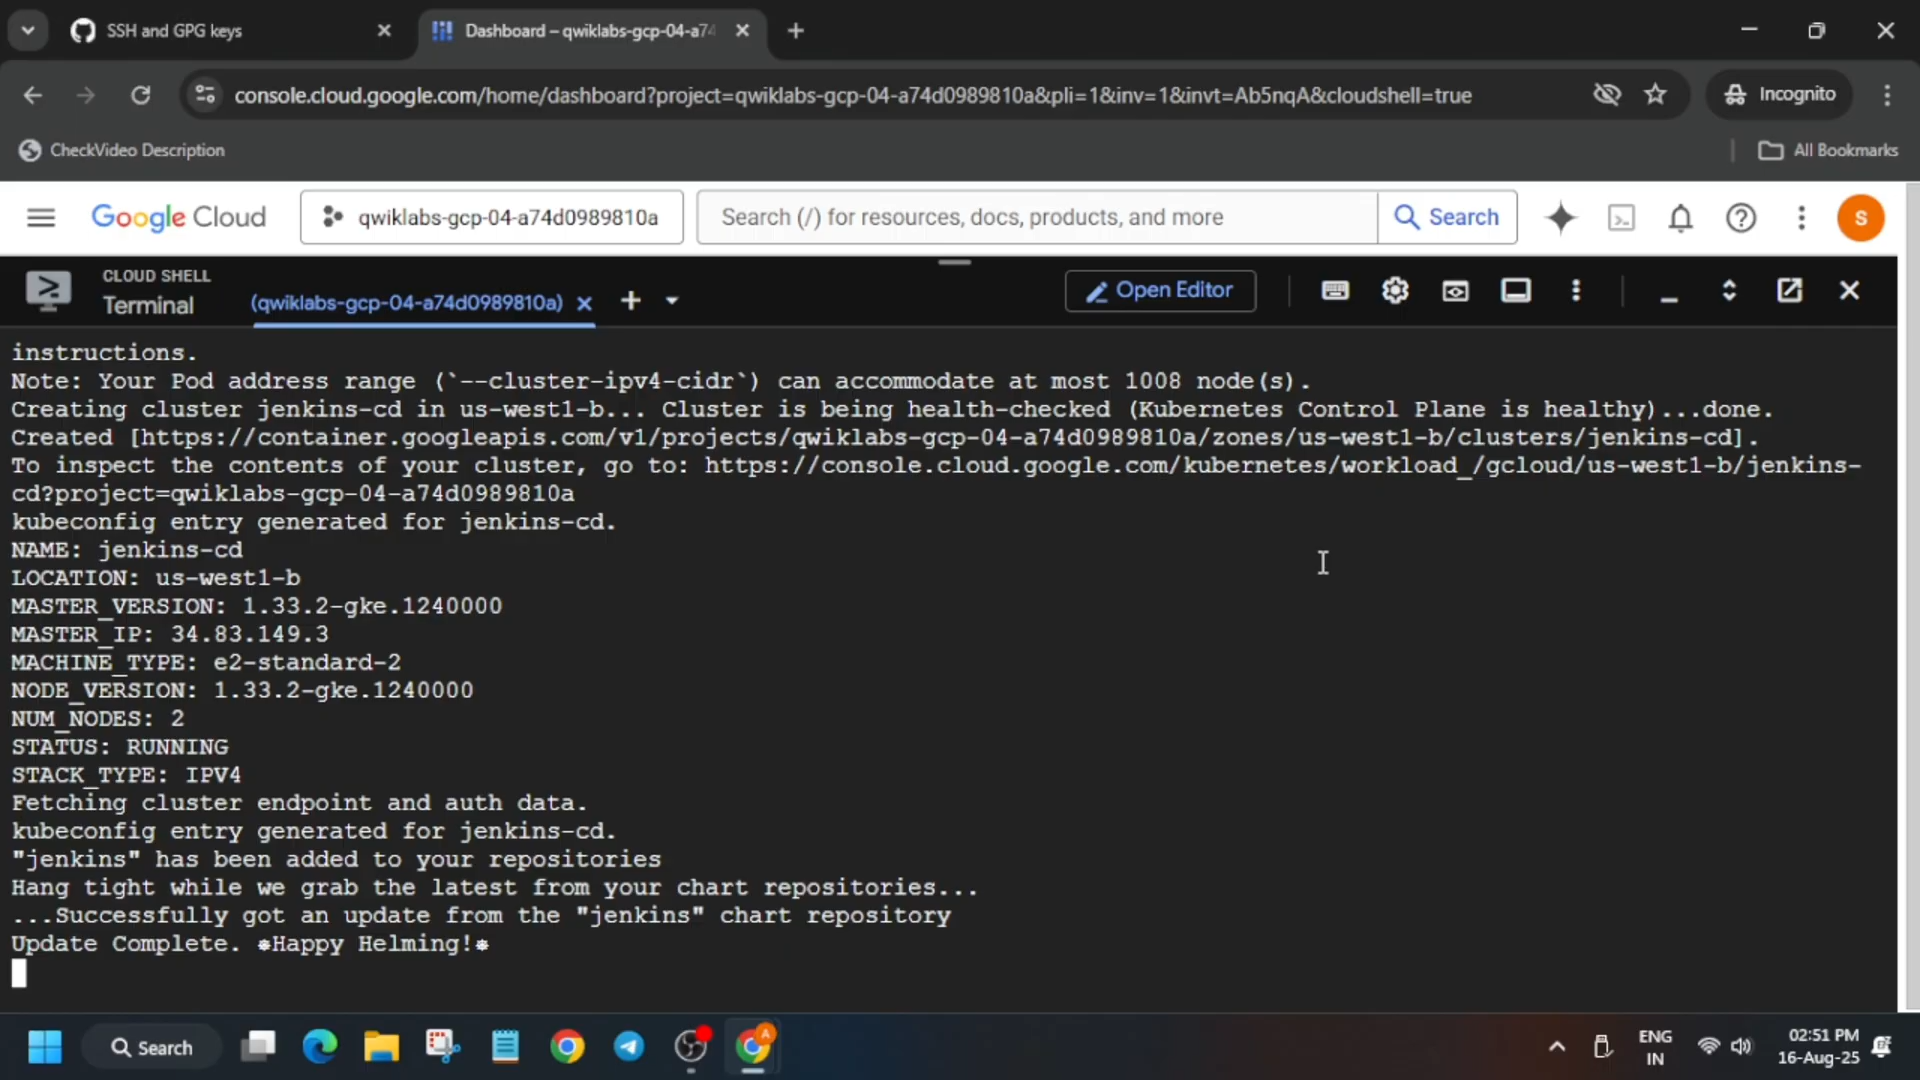 SSH and GPG keys
Dashboard – qwiklabs-gcp-04-a74
console.cloud.google.com/home/dashboard?project=qwiklabs-gcp-04-a74d0989810a&pli=1&inv=1&invt=Ab5nqA&cloudshell=true
Incognito
CheckVideo Description
All Bookmarks
Google Cloud
qwiklabs-gcp-04-a74d0989810a
Search (/) for resources, docs, products, and more
Search
S
CLOUD SHELL
Terminal
(qwiklabs-gcp-04-a74d0989810a)
Open Editor
instructions.
Note: Your Pod address range (`--cluster-ipv4-cidr`) can accommodate at most 1008 node(s).
Creating cluster jenkins-cd in us-west1-b... Cluster is being health-checked (Kubernetes Control Plane is healthy)...done.
Created [https://container.googleapis.com/v1/projects/qwiklabs-gcp-04-a74d0989810a/zones/us-west1-b/clusters/jenkins-cd].
To inspect the contents of your cluster, go to: https://console.cloud.google.com/kubernetes/workload_/gcloud/us-west1-b/jenkins-
cd?project=qwiklabs-gcp-04-a74d0989810a
kubeconfig entry generated for jenkins-cd.
NAME: jenkins-cd
LOCATION: us-west1-b
MASTER_VERSION: 1.33.2-gke.1240000
MASTER_IP: 34.83.149.3
MACHINE_TYPE: e2-standard-2
NODE_VERSION: 1.33.2-gke.1240000
NUM_NODES: 2
STATUS: RUNNING
STACK_TYPE: IPV4
Fetching cluster endpoint and auth data.
kubeconfig entry generated for jenkins-cd.
"jenkins" has been added to your repositories
Hang tight while we grab the latest from your chart repositories...
...Successfully got an update from the "jenkins" chart repository
Update Complete. ⎈Happy Helming!⎈
Search
ENG
IN
02:51 PM
16-Aug-25